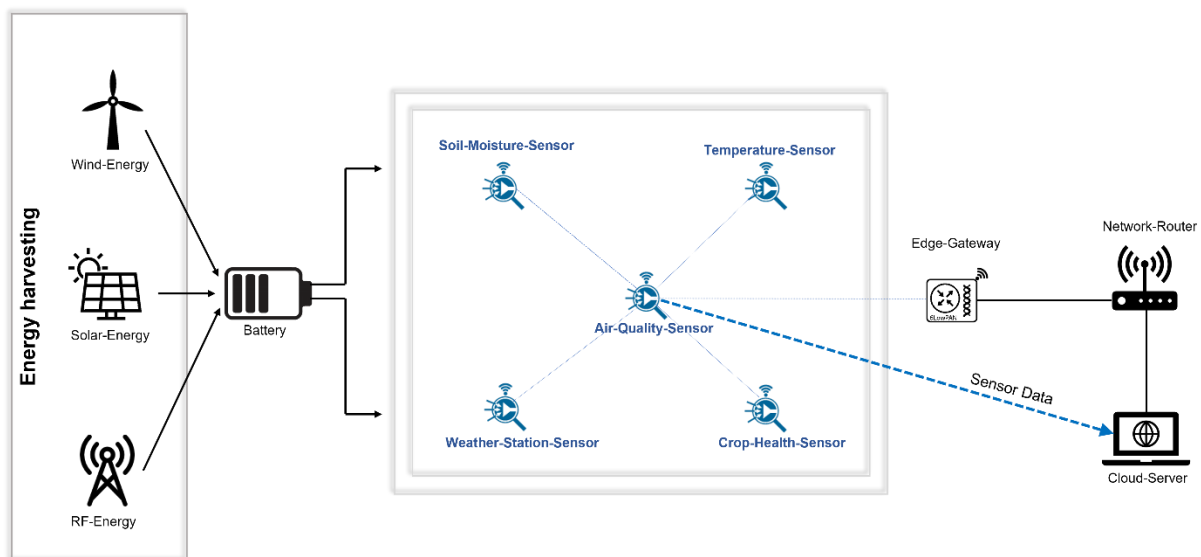 Energy harvesting
Wind-Energy
Solar-Energy
RF-Energy
Battery
Soil-Moisture-Sensor
Temperature-Sensor
Air-Quality-Sensor
Weather-Station-Sensor
Crop-Health-Sensor
Edge-Gateway
6LowPAN
Network-Router
Sensor Data
Cloud-Server